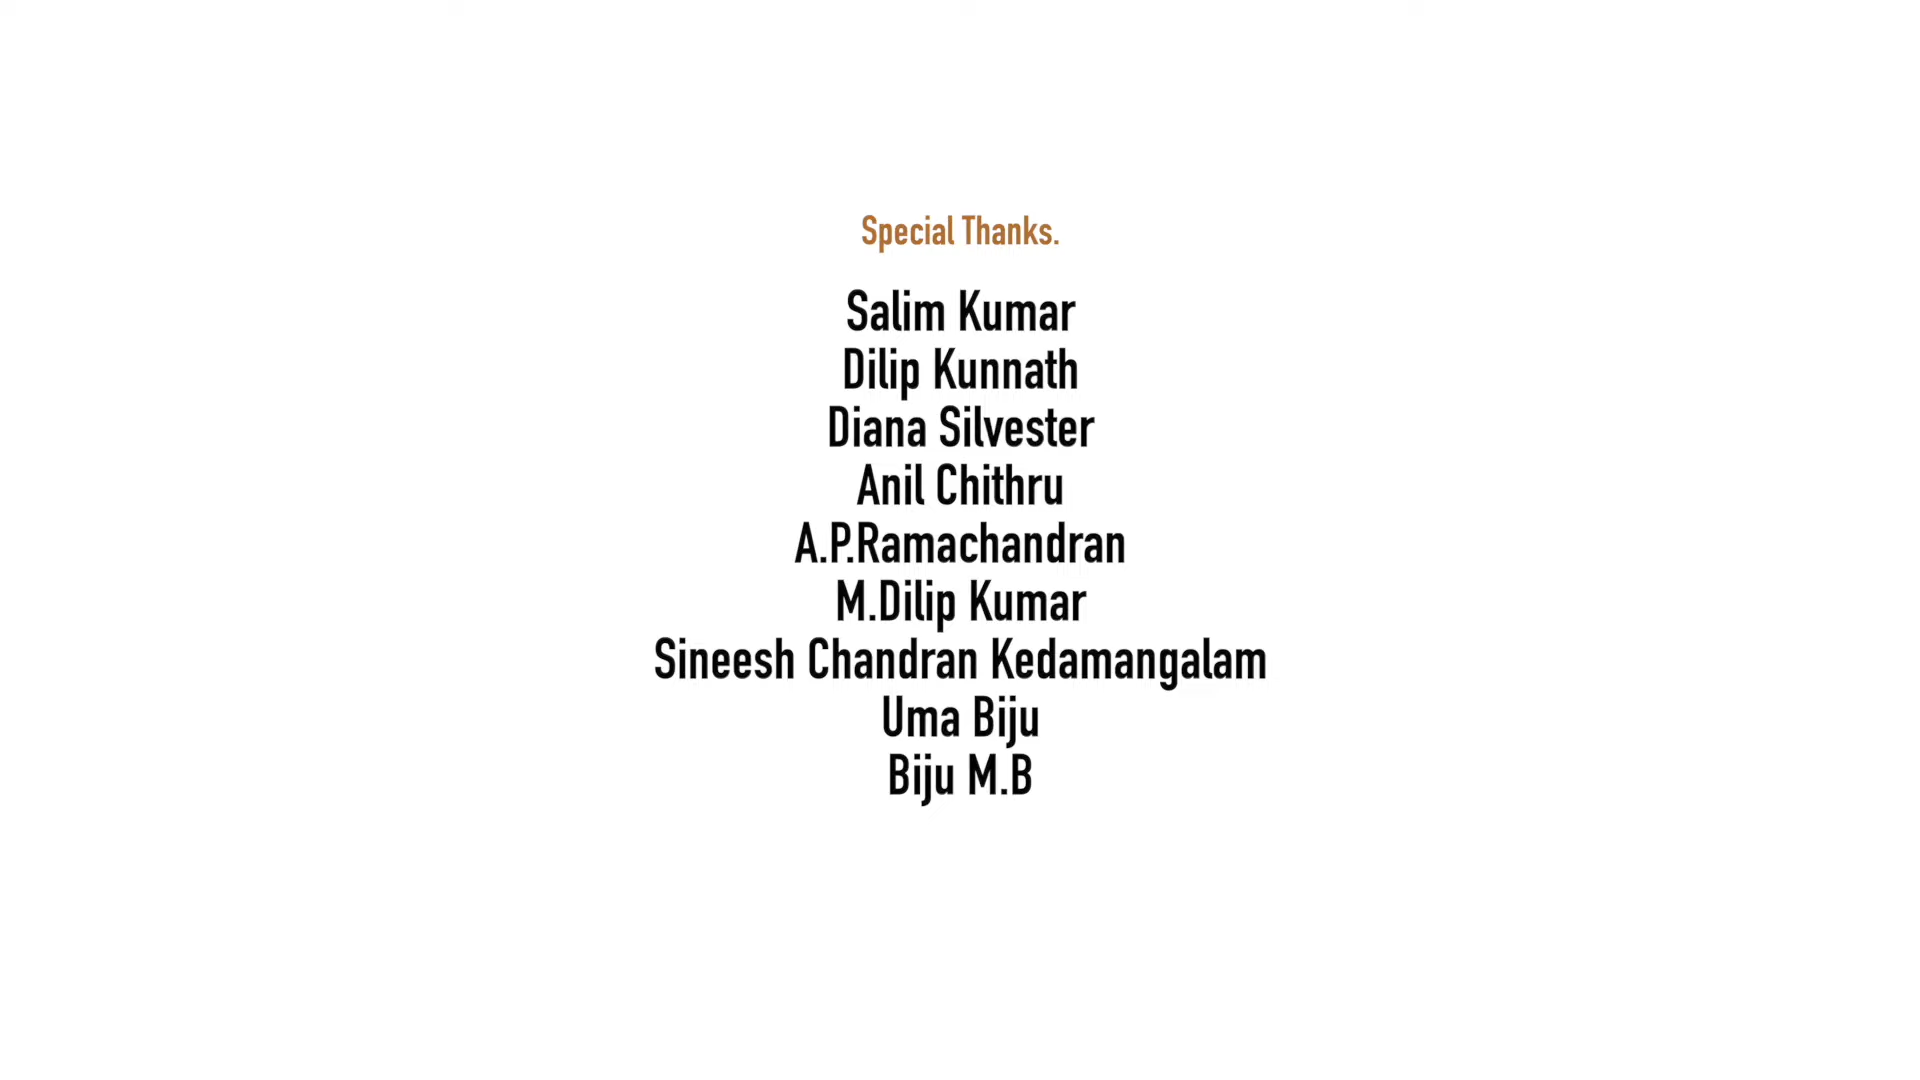 Special Thanks.
Salim Kumar
Dilip Kunnath
Diana Silvester
Anil Chithru
A.P.Ramachandran
M.Dilip Kumar
Sineesh Chandran Kedamangalam
Uma Biju
Biju M.B